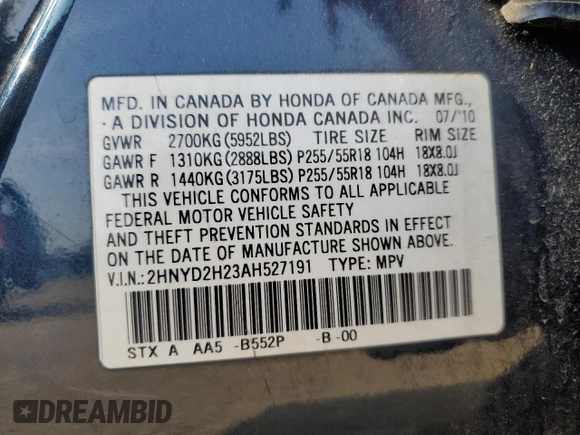 MFD. IN CANADA BY HONDA OF CANADA MFG.,
A DIVISION OF HONDA CANADA INC. 07/'10
GVWR 2700KG(5952LBS) TIRE SIZE RIM SIZE
GAWR F 1310KG(2888LBS) P255/55R18 104H 18X8.0J
GAWR R 1440KG(3175LBS) P255/55R18 104H 18X8.0J
THIS VEHICLE CONFORMS TO ALL APPLICABLE
FEDERAL MOTOR VEHICLE SAFETY
AND THEFT PREVENTION STANDARDS IN EFFECT
ON THE DATE OF MANUFACTURE SHOWN ABOVE.
V.I.N.: 2HNYD2H23AH527191 TYPE: MPV
STX A AA5 -B552P -B -00
DREAMBID